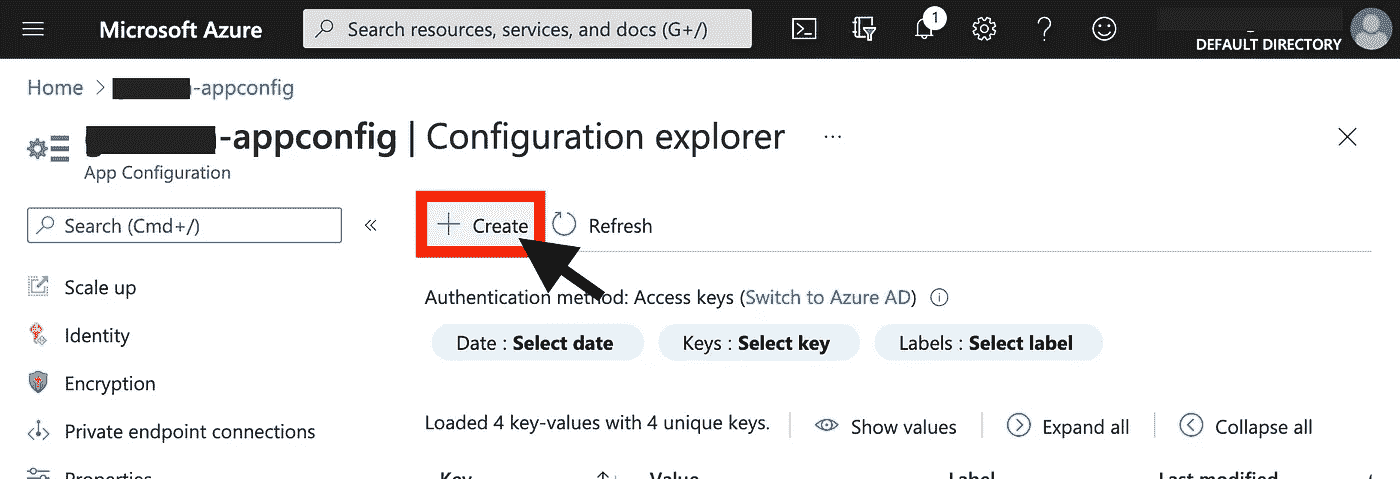 Microsoft Azure
Search resources, services, and docs (G+/)
1
DEFAULT DIRECTORY
Home > -appconfig
-appconfig | Configuration explorer ...
App Configuration
Search (Cmd+/) «
+ Create Refresh
Scale up
Identity
Encryption
Private endpoint connections
Properties
Authentication method: Access keys (Switch to Azure AD)
Date : Select date Keys : Select key Labels : Select label
Loaded 4 key-values with 4 unique keys. Show values Expand all Collapse all
Key Value Label Last modified